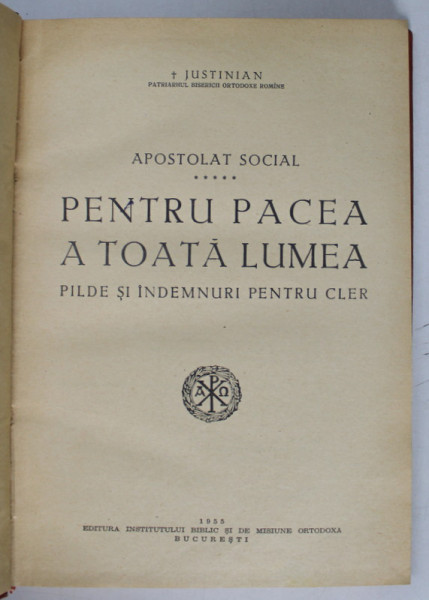 † JUSTINIAN
PATRIARHUL BISERICII ORTODOXE ROMÎNE
APOSTOLAT SOCIAL
*****
PENTRU PACEA
A TOATĂ LUMEA
PILDE ȘI ÎNDEMNURI PENTRU CLER
A P Ω
1955
EDITURA INSTITUTULUI BIBLIC ȘI DE MISIUNE ORTODOXA
BUCUREȘTI